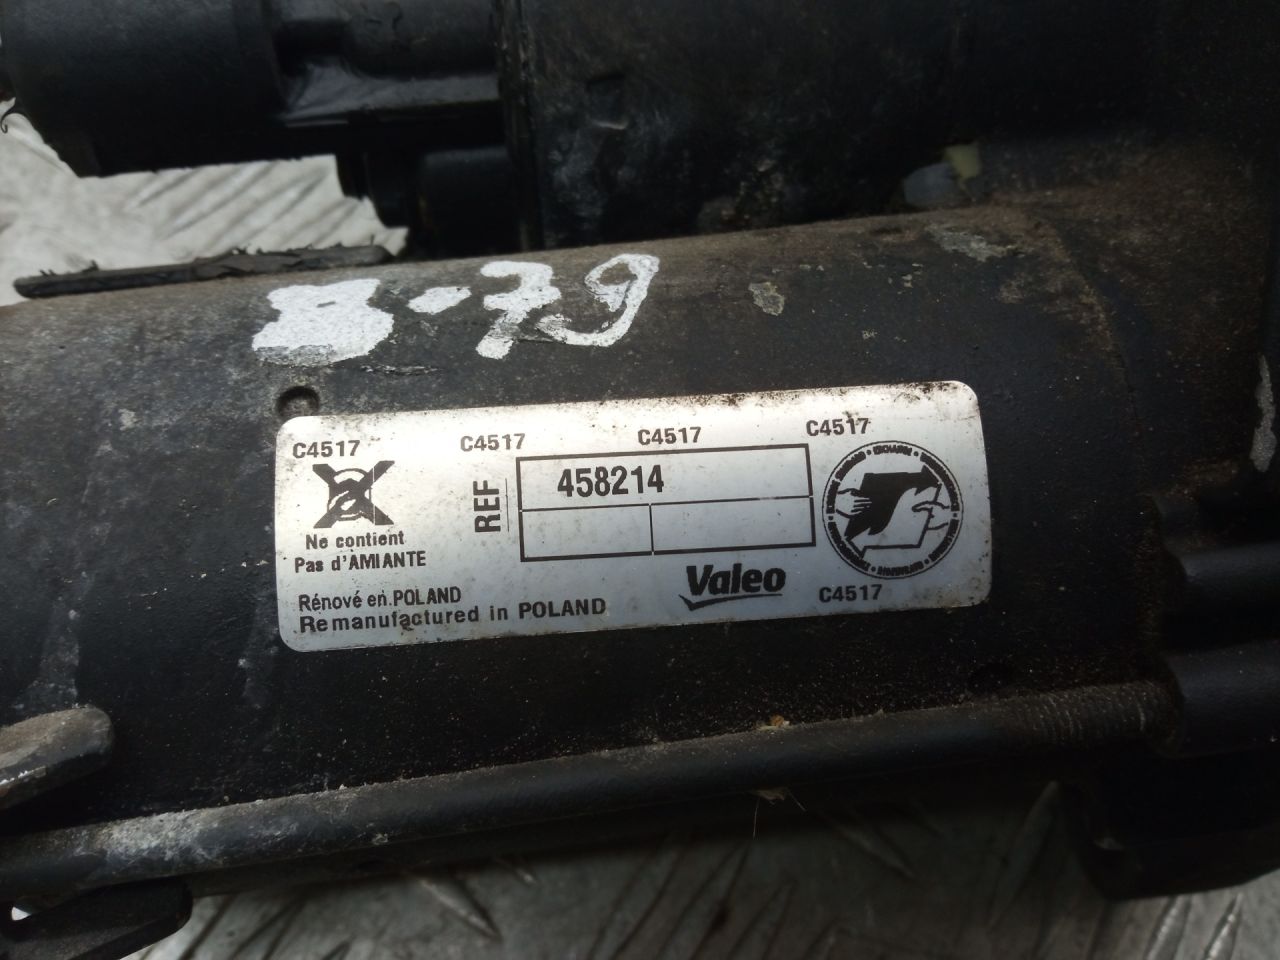 8-79
C4517 C4517 C4517 C4517
REF 458214
Ne contient
Pas d'AMIANTE
Rénové en.POLAND
Remanufactured in POLAND
Valeo
C4517